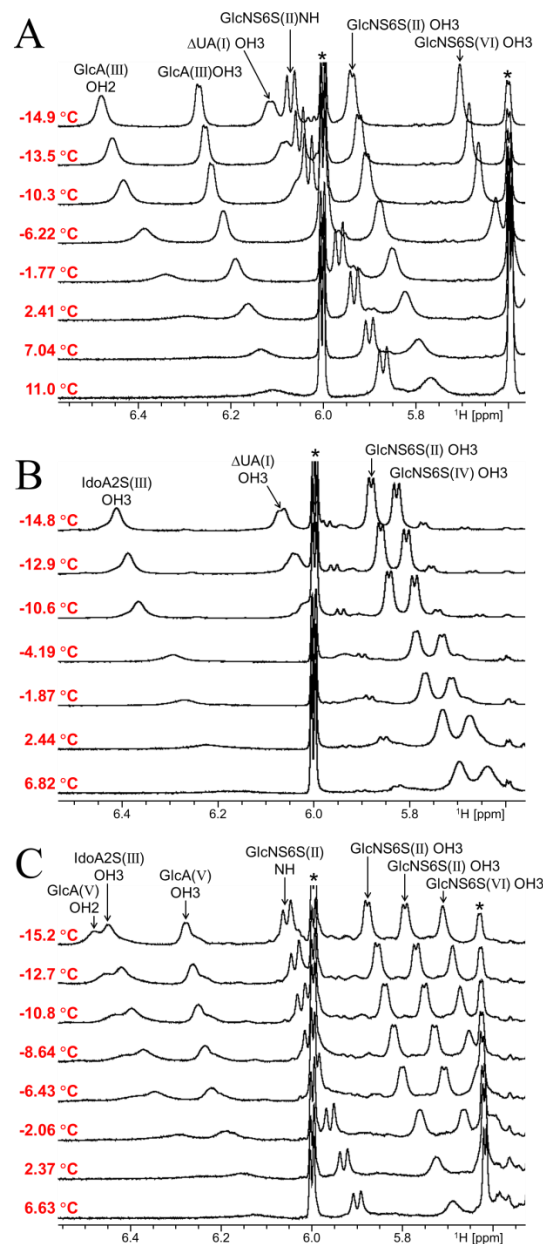 A
GlcNS6S(II)NH
ΔUA(I) OH3
GlcNS6S(II) OH3
GlcNS6S(VI) OH3
GlcA(III)
OH2
GlcA(III)OH3
*
*
-14.9 °C
-13.5 °C
-10.3 °C
-6.22 °C
-1.77 °C
2.41 °C
7.04 °C
11.0 °C
6.4 6.2 6.0 5.8 ¹H [ppm]
B
IdoA2S(III)
OH3
ΔUA(I)
OH3
*
GlcNS6S(II) OH3
GlcNS6S(IV) OH3
-14.8 °C
-12.9 °C
-10.6 °C
-4.19 °C
-1.87 °C
2.44 °C
6.82 °C
6.4 6.2 6.0 5.8 ¹H [ppm]
C
IdoA2S(III)
OH3
GlcA(V)
OH2
GlcA(V)
OH3
GlcNS6S(II)
NH
*
GlcNS6S(II) OH3
GlcNS6S(II) OH3
GlcNS6S(VI) OH3
*
-15.2 °C
-12.7 °C
-10.8 °C
-8.64 °C
-6.43 °C
-2.06 °C
2.37 °C
6.63 °C
6.4 6.2 6.0 5.8 ¹H [ppm]